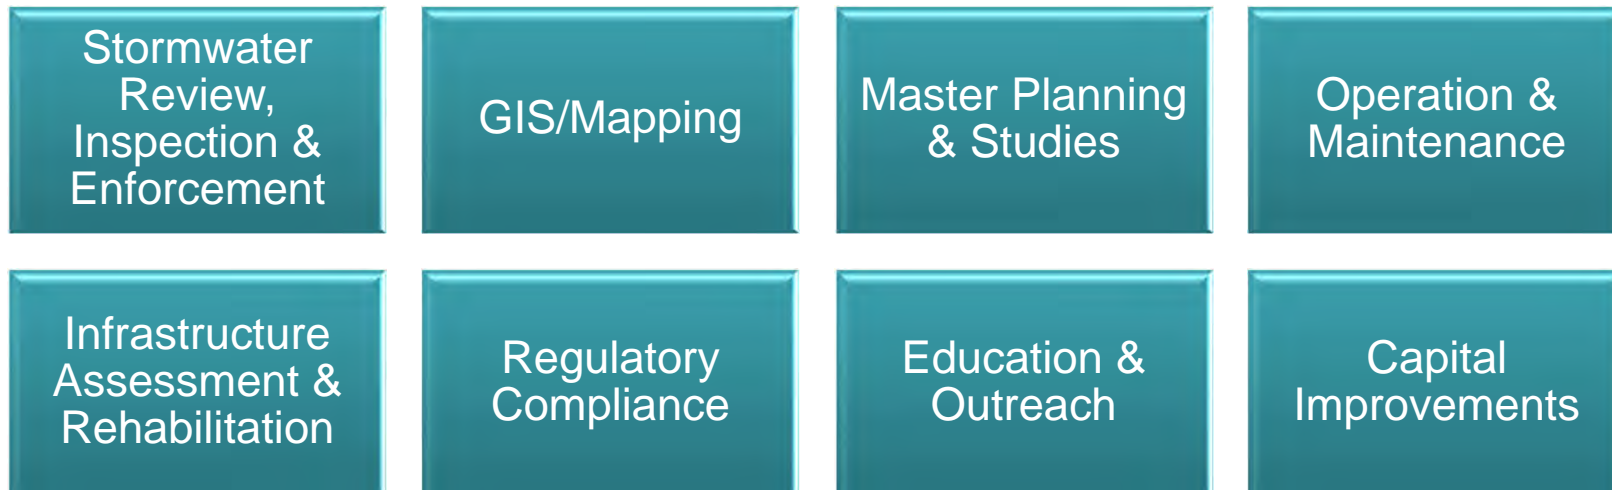 Stormwater
Review,
Inspection &
Enforcement
GIS/Mapping
Master Planning
& Studies
Operation &
Maintenance
Infrastructure
Assessment &
Rehabilitation
Regulatory
Compliance
Education &
Outreach
Capital
Improvements